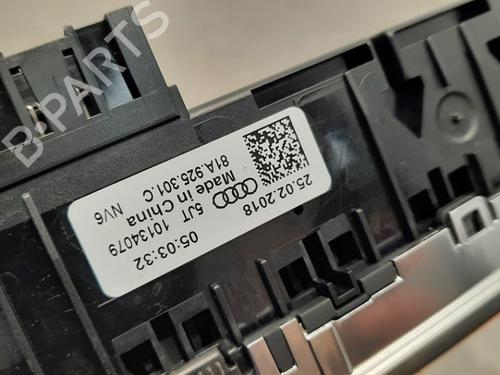 25.02.2018
05:03:32
5JT 10134079
Made in China
81A.925.301.C
NV6
B-PARTS